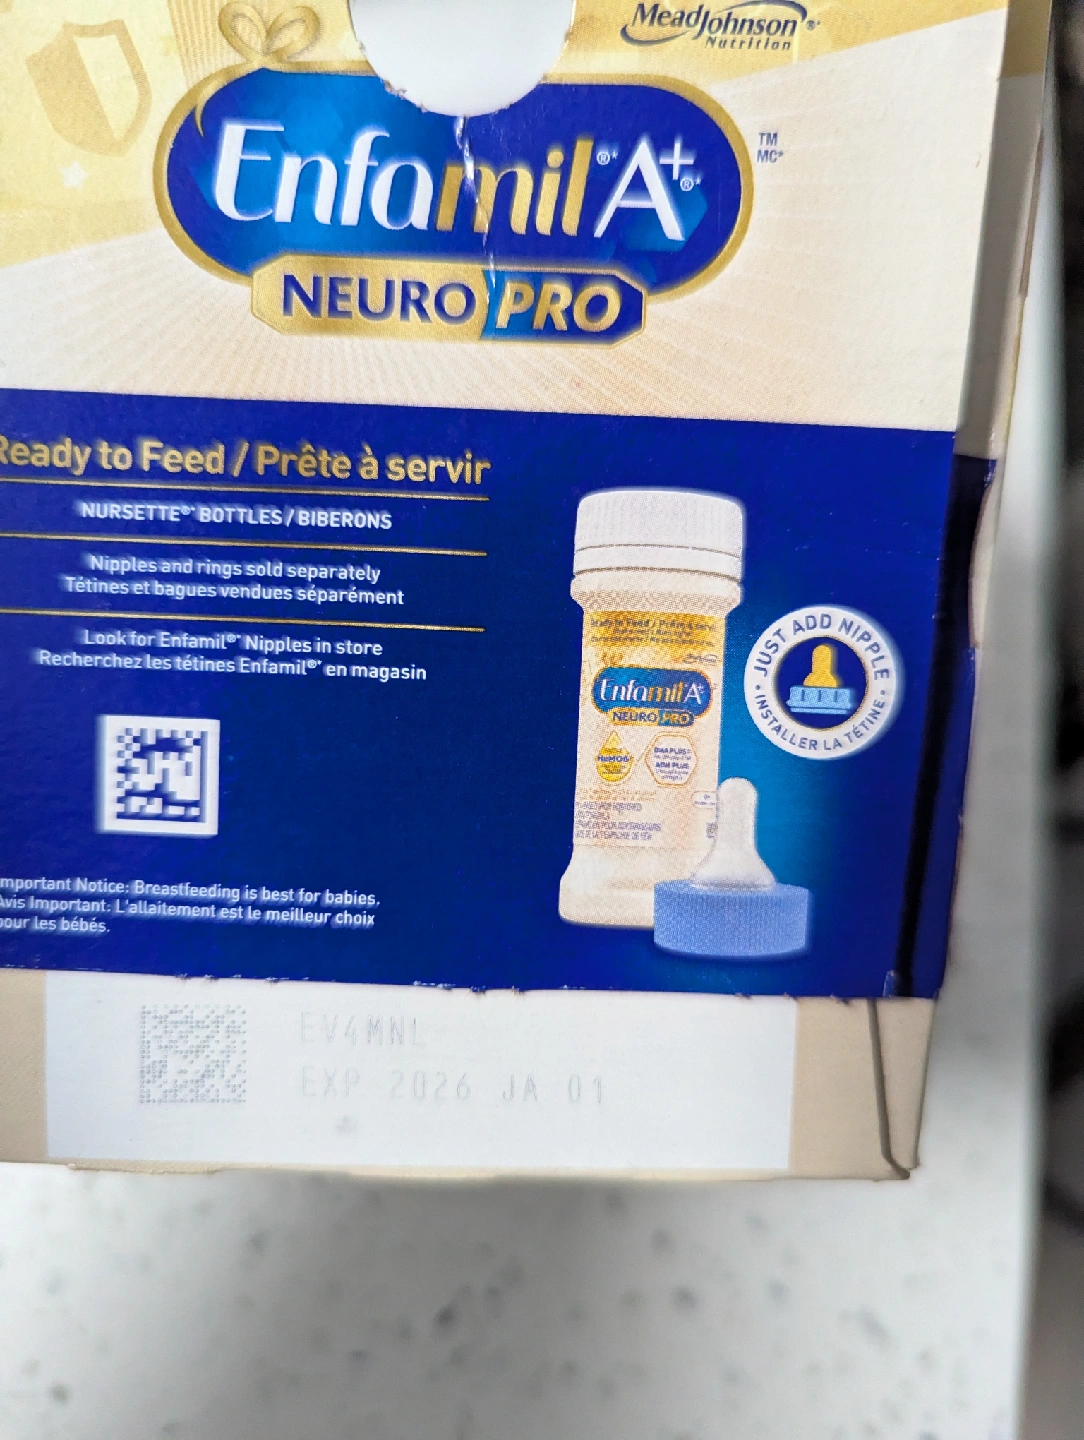 MeadJohnson®*
Nutrition
Enfamil®* A+®*
TM
MC*
NEURO PRO
Ready to Feed / Prête à servir
NURSETTE®* BOTTLES / BIBERONS
Nipples and rings sold separately
Tétines et bagues vendues séparément
Look for Enfamil®* Nipples in store
Recherchez les tétines Enfamil®* en magasin
JUST ADD NIPPLE
INSTALLER LA TÉTINE
Enfamil A+
NEURO PRO
mportant Notice: Breastfeeding is best for babies.
Avis Important: L'allaitement est le meilleur choix
pour les bébés.
EV4MNL
EXP 2026 JA 01